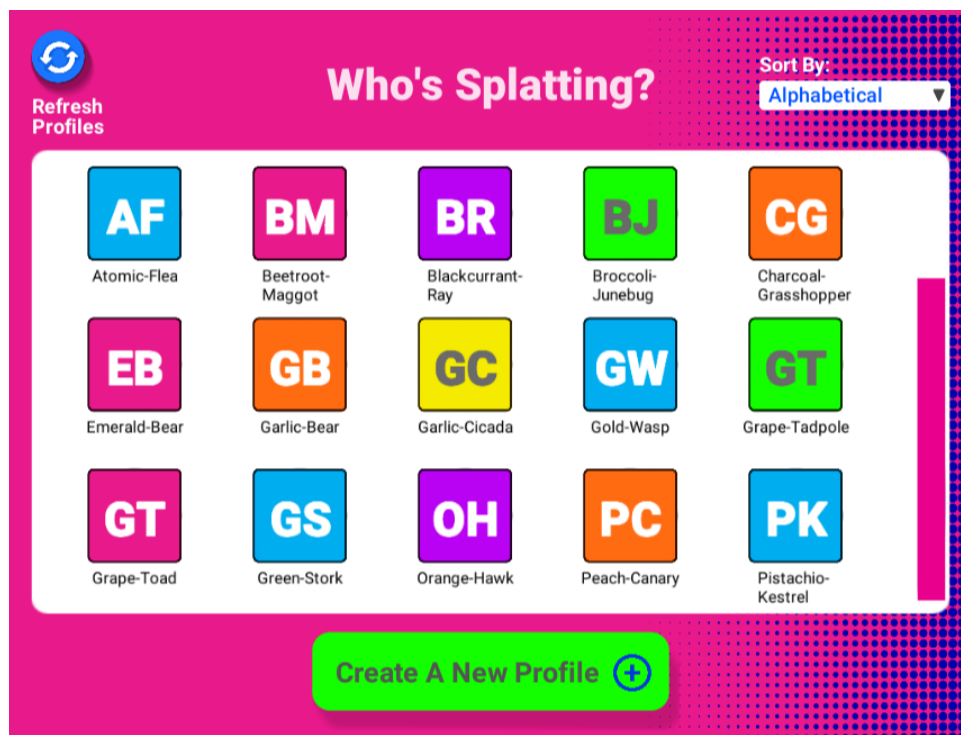 Refresh
Profiles
Who's Splatting?
Sort By:
Alphabetical
AF
BM
BR
BJ
CG
Atomic-Flea
Beetroot-
Maggot
Blackcurrant-
Ray
Broccoli-
Junebug
Charcoal-
Grasshopper
EB
GB
GC
GW
GT
Emerald-Bear
Garlic-Bear
Garlic-Cicada
Gold-Wasp
Grape-Tadpole
GT
GS
OH
PC
PK
Grape-Toad
Green-Stork
Orange-Hawk
Peach-Canary
Pistachio-
Kestrel
Create A New Profile